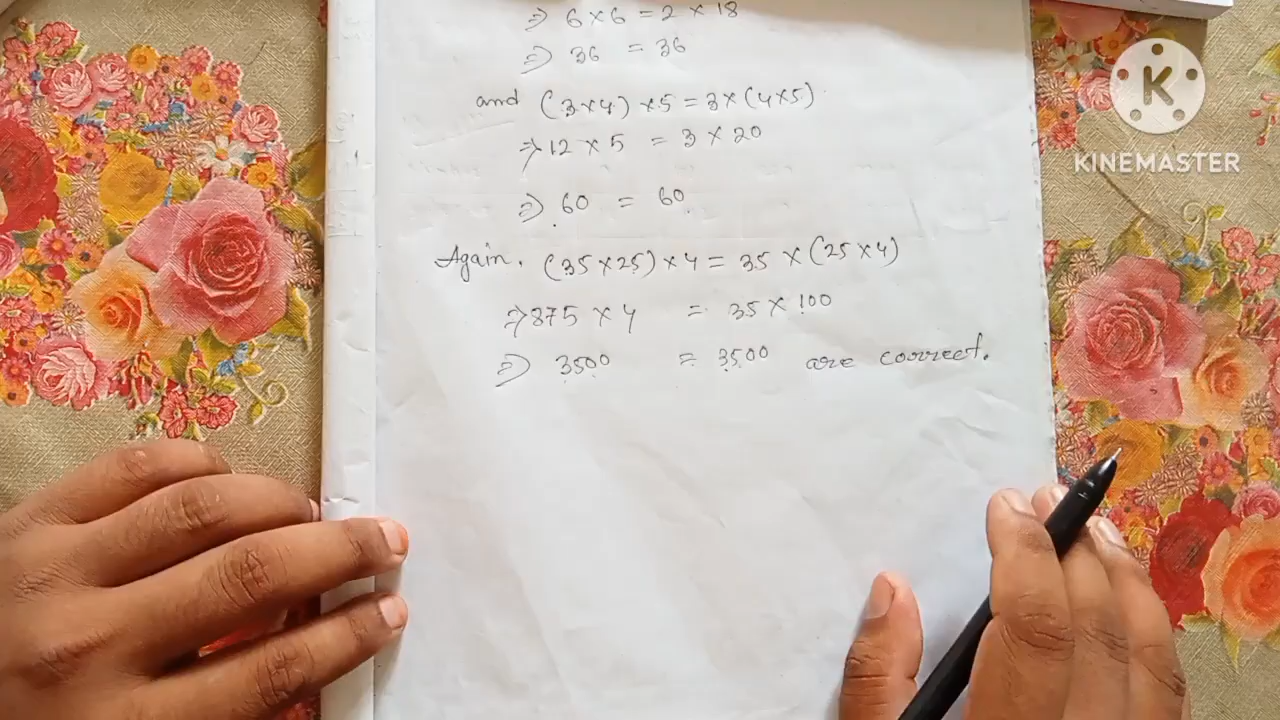 ⇒ 6 × 6 = 2 × 18
⇒ 36 = 36
and (3×4) ×5 = 3×(4×5)
⇒ 12 × 5 = 3 × 20
⇒ 60 = 60
Again. (35×25)×4 = 35 ×(25×4)
⇒ 875 × 4 = 35 × 100
⇒ 3500 = 3500 are correct.
K
KINEMASTER